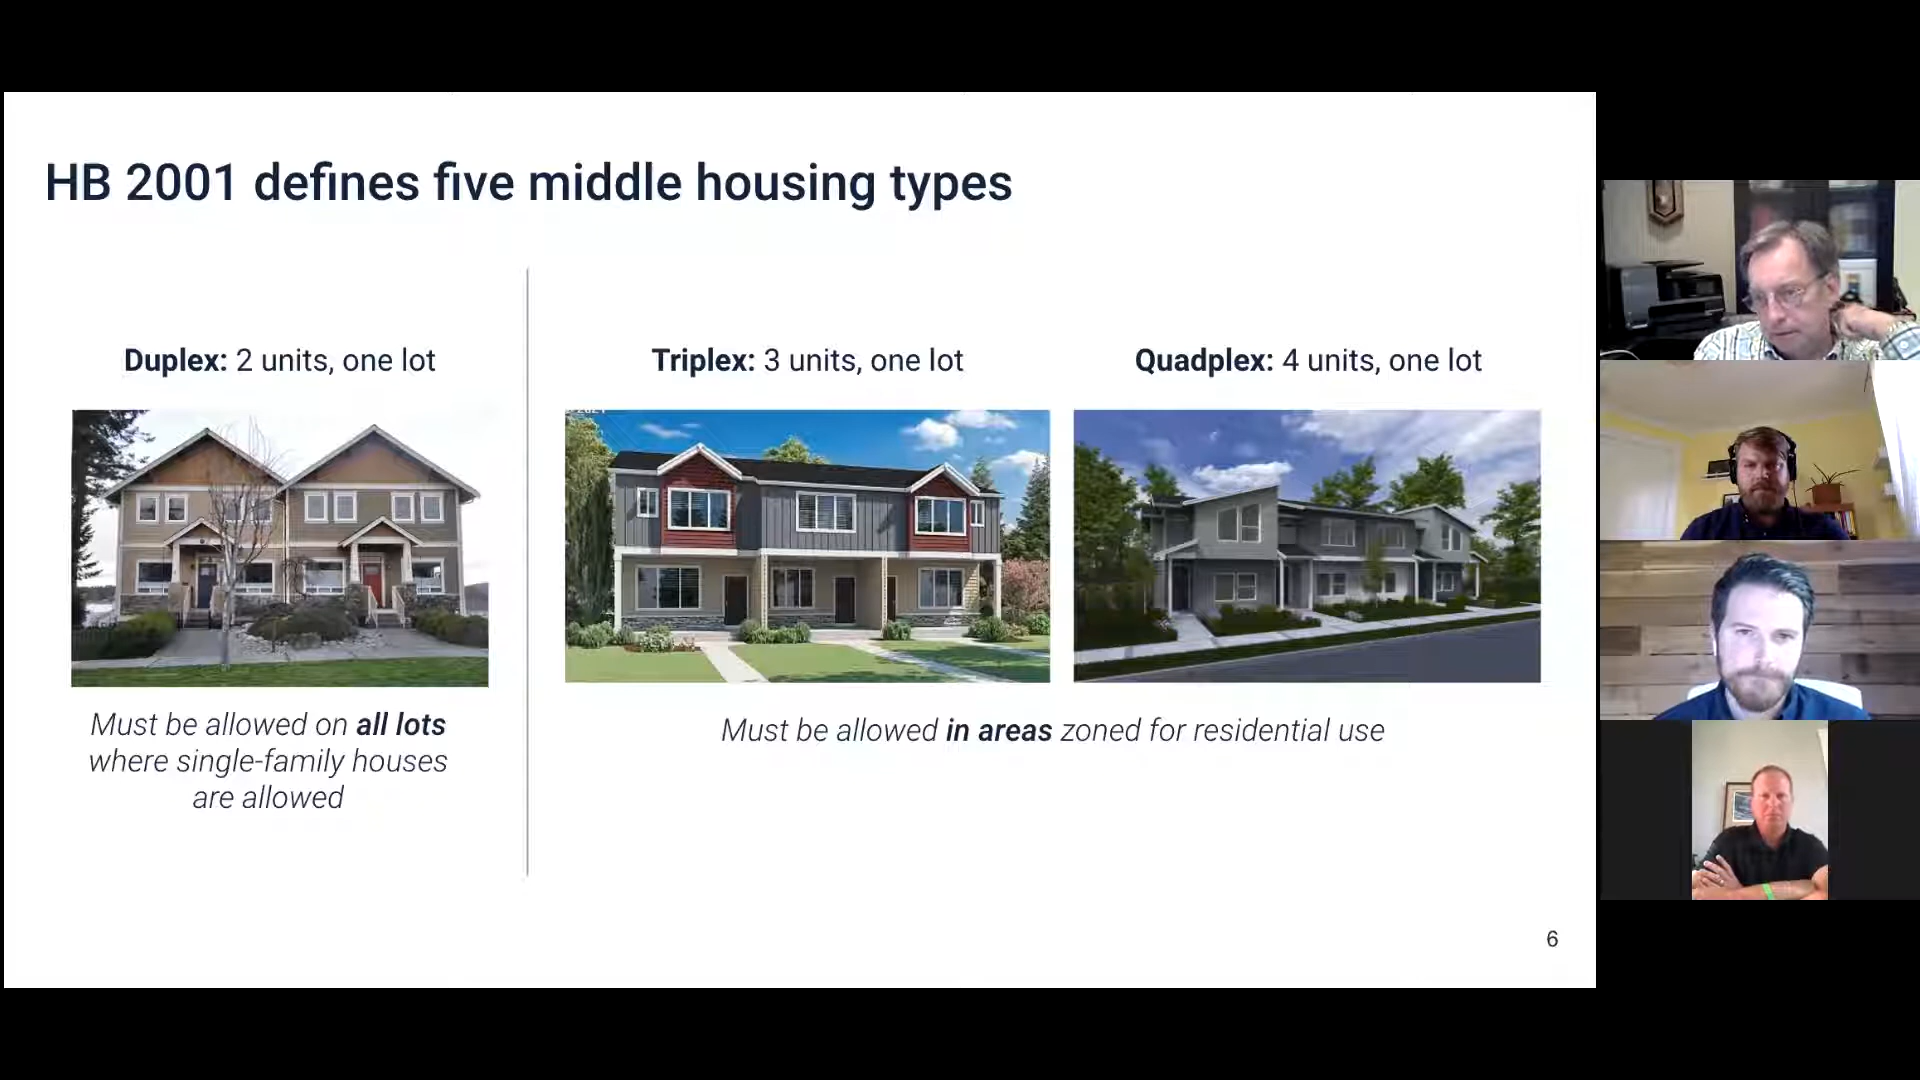 HB 2001 defines five middle housing types
Duplex: 2 units, one lot
Triplex: 3 units, one lot
Quadplex: 4 units, one lot
Must be allowed on all lots
where single-family houses
are allowed
Must be allowed in areas zoned for residential use
6